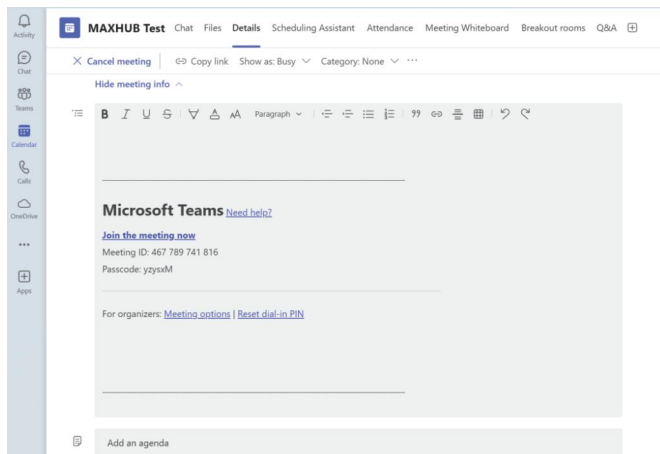 Activity
Chat
Teams
Calendar
Calls
OneDrive
Apps
MAXHUB Test Chat Files Details Scheduling Assistant Attendance Meeting Whiteboard Breakout rooms Q&A
Cancel meeting Copy link Show as: Busy Category: None
Hide meeting info
B I U S AA Paragraph
Microsoft Teams Need help?
Join the meeting now
Meeting ID: 467 789 741 816
Passcode: yzysxM
For organizers: Meeting options | Reset dial-in PIN
Add an agenda